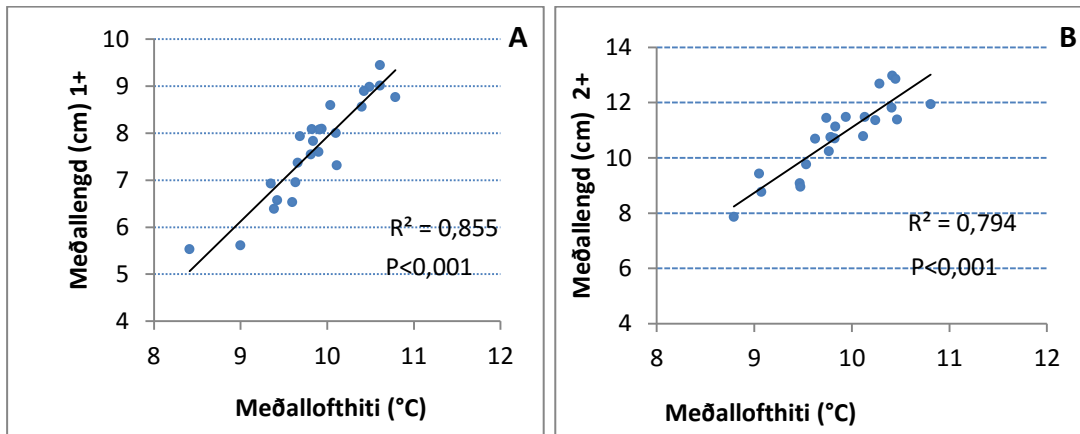 A
10
9
8
7
6
5
4
Meðallengd (cm) 1+
R² = 0,855
P<0,001
8 9 10 11 12
Meðallofthiti (°C)
B
14
12
10
8
6
4
Meðallengd (cm) 2+
R² = 0,794
P<0,001
8 9 10 11 12
Meðallofthiti (°C)